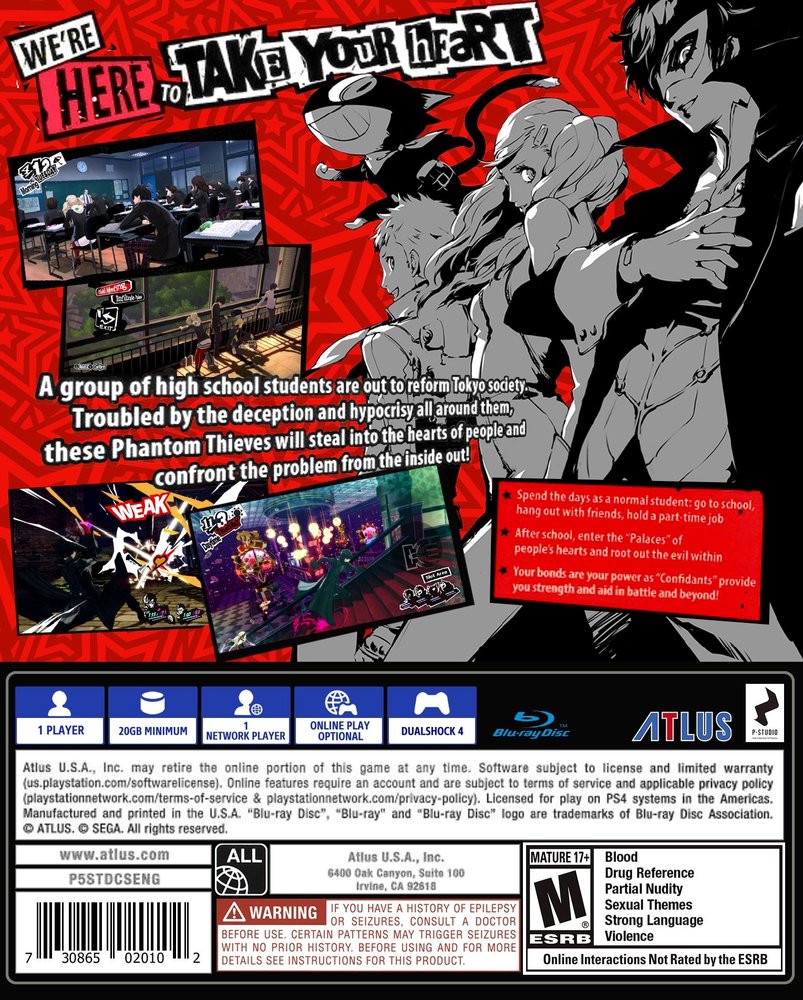 WE'RE
HERE TO TAKE YOUR HEART
WEAK
EXIT
A group of high school students are out to reform Tokyo society.
Troubled by the deception and hypocrisy all around them,
these Phantom Thieves will steal into the hearts of people and
confront the problem from the inside out!
★ Spend the days as a normal student: go to school,
hang out with friends, hold a part-time job
★ After school, enter the "Palaces" of
people's hearts and root out the evil within
★ Your bonds are your power as "Confidants" provide
you strength and aid in battle and beyond!
1 PLAYER
20GB MINIMUM
1
NETWORK PLAYER
ONLINE PLAY
OPTIONAL
DUALSHOCK 4
Blu-ray Disc™
ATLUS
P-STUDIO
Atlus U.S.A., Inc. may retire the online portion of this game at any time. Software subject to license and limited warranty
(us.playstation.com/softwarelicense). Online features require an account and are subject to terms of service and applicable privacy policy
(playstationnetwork.com/terms-of-service & playstationnetwork.com/privacy-policy). Licensed for play on PS4 systems in the Americas.
Manufactured and printed in the U.S.A. "Blu-ray Disc", "Blu-ray" and "Blu-ray Disc" logo are trademarks of Blu-ray Disc Association.
© ATLUS. © SEGA. All rights reserved.
www.atlus.com
P5STDCSENG
7 30865 02010 2
ALL
Atlus U.S.A., Inc.
6400 Oak Canyon, Suite 100
Irvine, CA 92618
WARNING IF YOU HAVE A HISTORY OF EPILEPSY
OR SEIZURES, CONSULT A DOCTOR
BEFORE USE. CERTAIN PATTERNS MAY TRIGGER SEIZURES
WITH NO PRIOR HISTORY. BEFORE USING AND FOR MORE
DETAILS SEE INSTRUCTIONS FOR THIS PRODUCT.
MATURE 17+
M
ESRB
Blood
Drug Reference
Partial Nudity
Sexual Themes
Strong Language
Violence
Online Interactions Not Rated by the ESRB